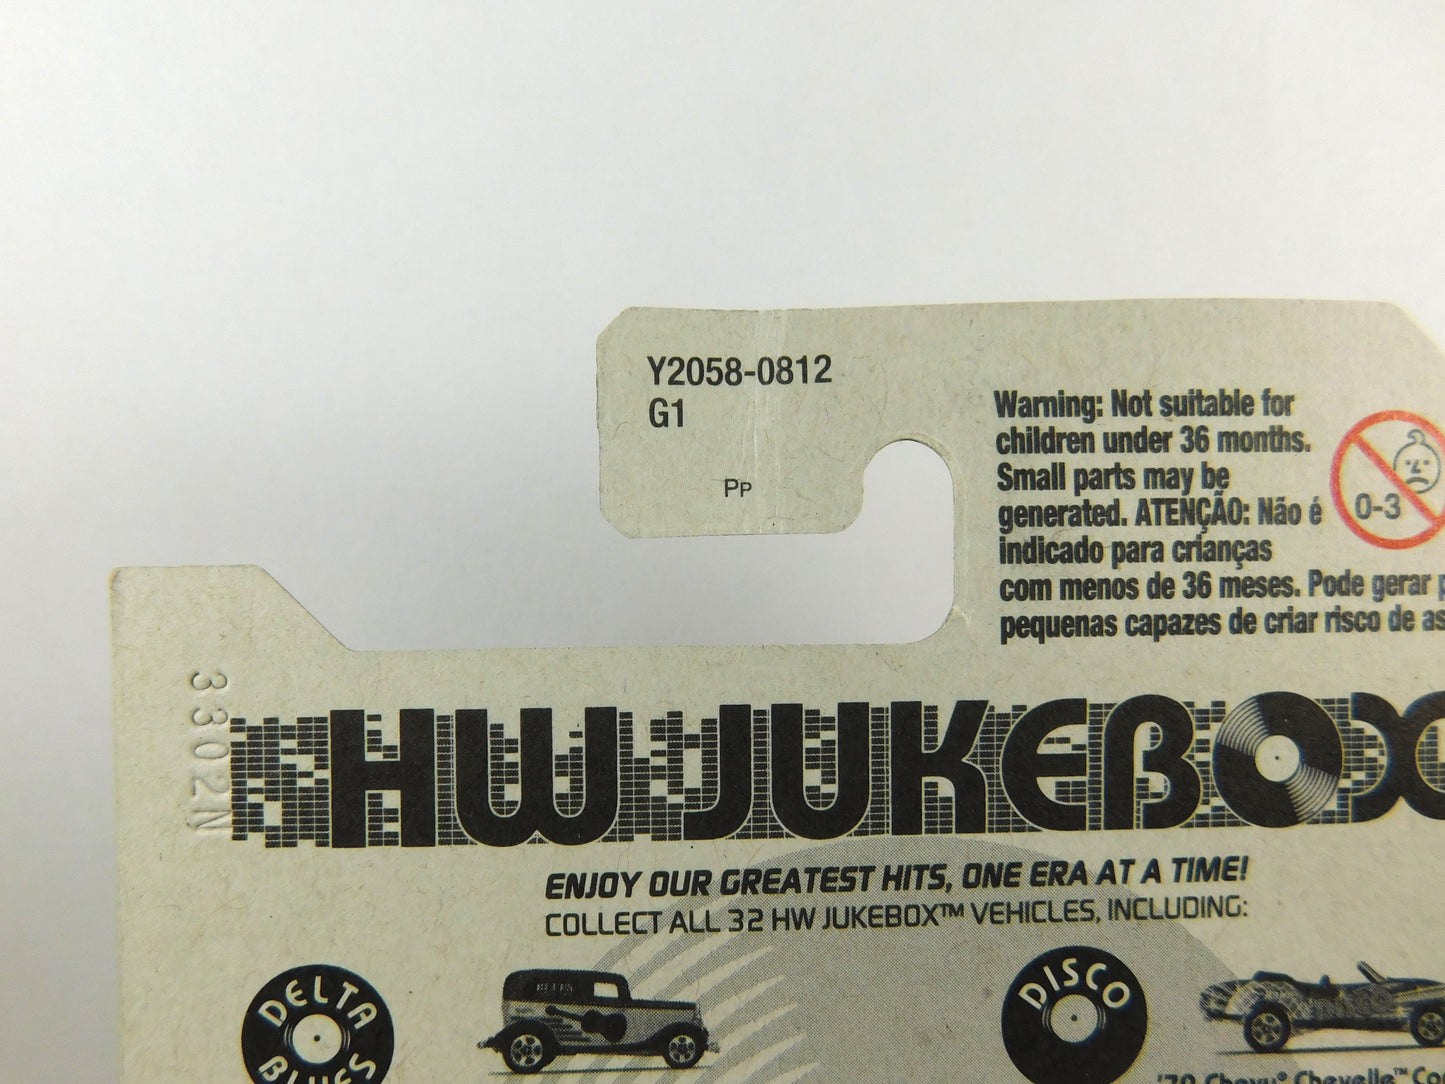 Y2058-0812
G1
PP
Warning: Not suitable for
children under 36 months.
Small parts may be
generated. ATENÇÃO: Não é
indicado para crianças
com menos de 36 meses. Pode gerar
pequenas capazes de criar risco de
0-3
3302N
HW JUKEBOX
ENJOY OUR GREATEST HITS, ONE ERA AT A TIME!
COLLECT ALL 32 HW JUKEBOX™ VEHICLES, INCLUDING:
DELTA
BLUES
DISCO
'70 Chevy® Chevelle™